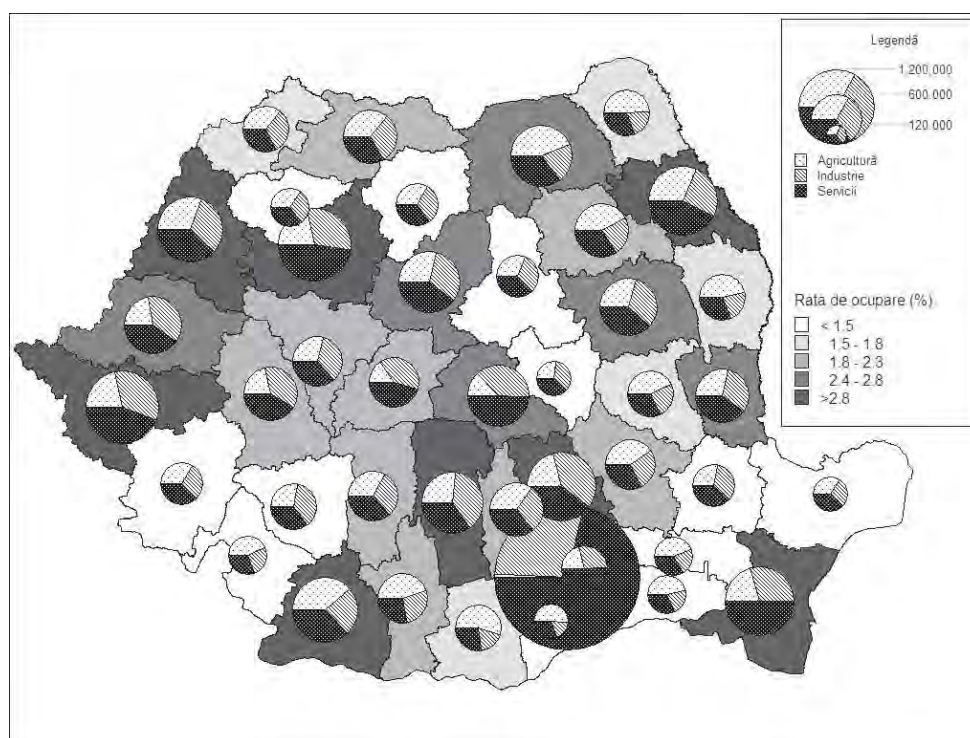 Legendă
1,200,000
600 000
120 000
Agricultură
Industrie
Servicii
Rata de ocupare (%)
< 1.5
1.5 - 1.8
1.8 - 2.3
2.4 - 2.8
>2.8